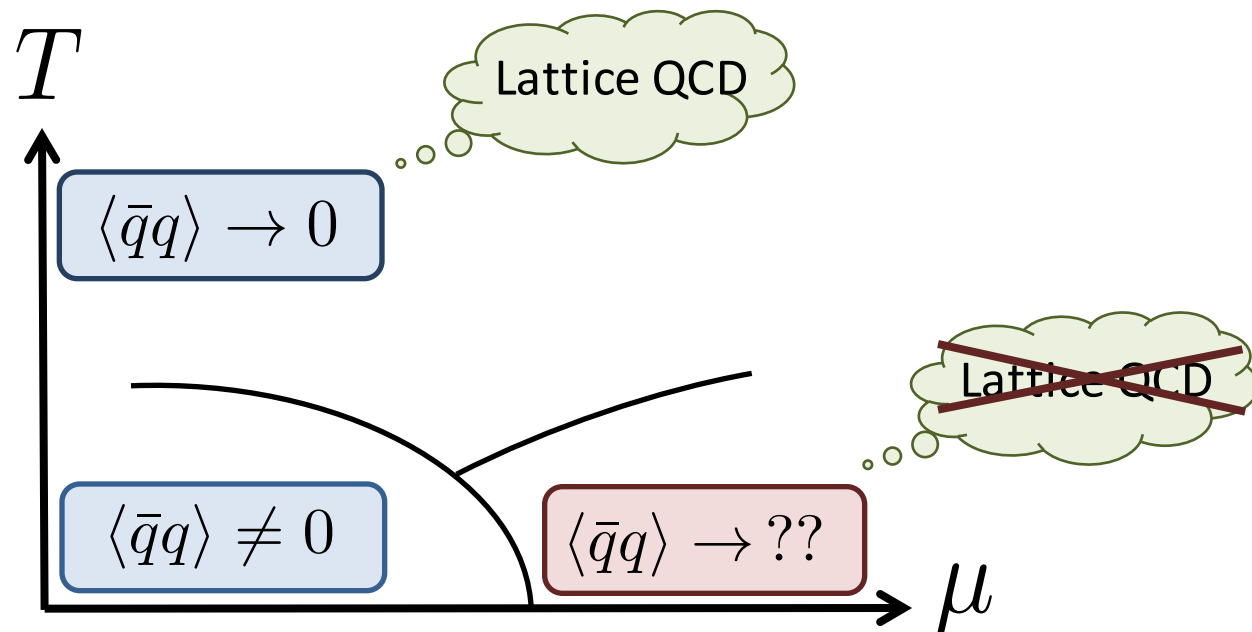 T
Lattice QCD
⟨q̄q⟩ → 0
Lattice QCD
⟨q̄q⟩ ≠ 0
⟨q̄q⟩ → ??
μ